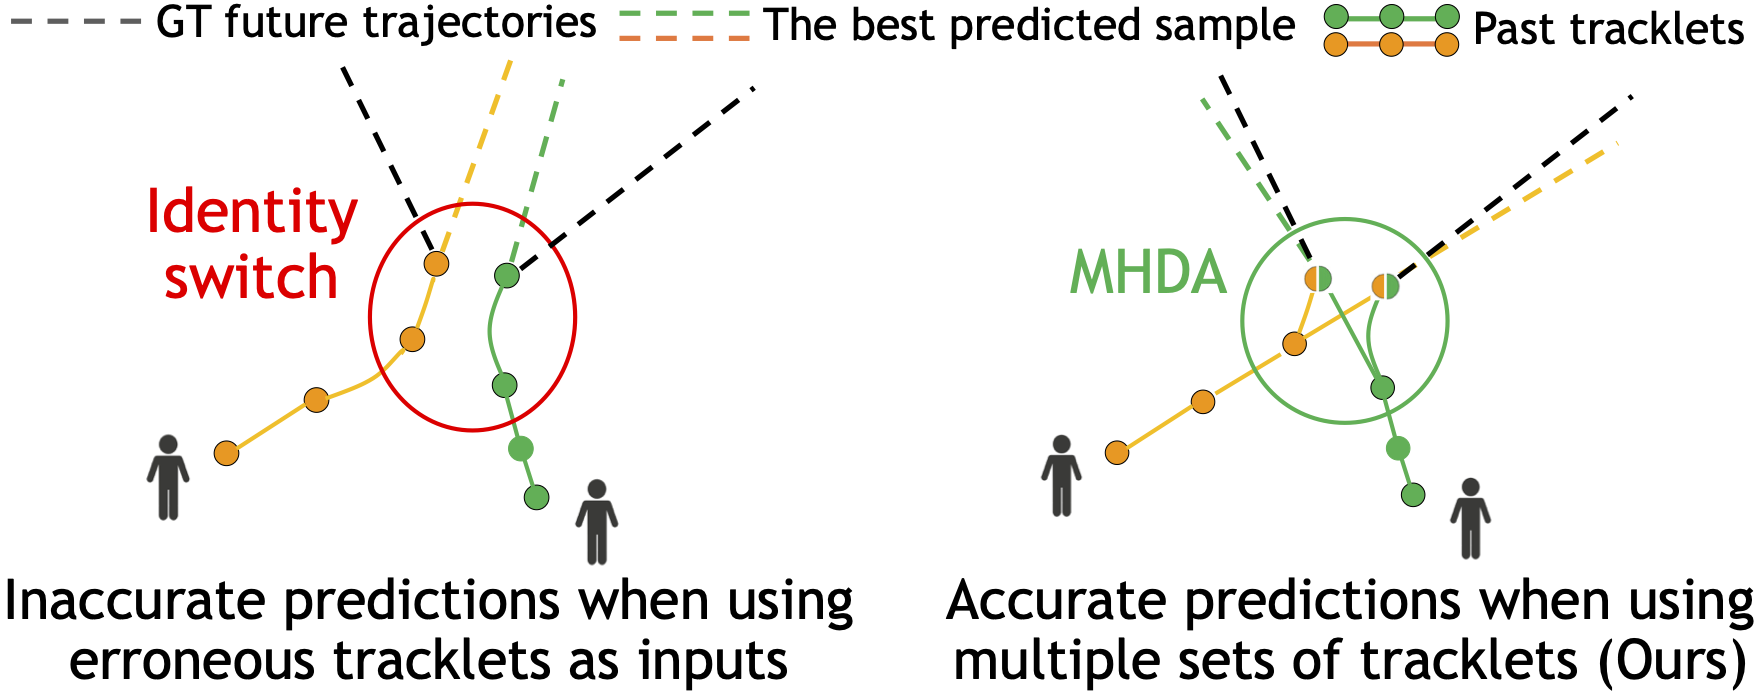 GT future trajectories The best predicted sample Past tracklets
Identity
switch
MHDA
Inaccurate predictions when using
erroneous tracklets as inputs
Accurate predictions when using
multiple sets of tracklets (Ours)